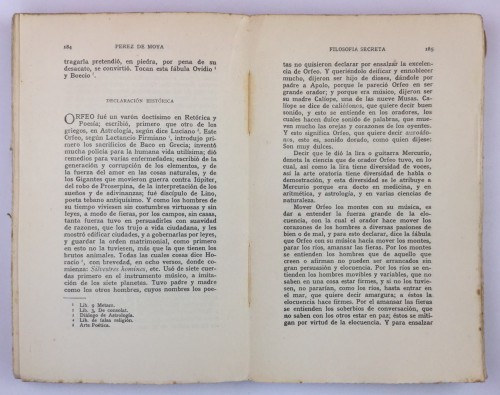 184
PEREZ DE MOYA
tragarla pretendió, en piedra, por pena de su
desacato, se convirtió. Tocan esta fábula Ovidio ¹
y Boecio ².
DECLARACIÓN HISTÓRICA
ORFEO fué un varón doctísimo en Retórica y
Poesía; escribió, primero que otro de los
griegos, en Astrología, según dice Luciano ³. Este
Orfeo, según Lactancio Firmiano ⁴, introdujo pri-
mero los sacrificios de Baco en Grecia; inventó
mucha policía para la humana vida utilísima; dió
remedios para varias enfermedades; escribió de la
generación y corrupción de los elementos, y de
la fuerza del amor en las cosas naturales, y de
los Gigantes que movieron guerra contra Júpiter,
del robo de Proserpina, de la interpretación de los
sueños y de adivinanzas; fué discípulo de Lino,
poeta tebano antiquísimo. Y como los hombres de
su tiempo viviesen sin costumbres virtuosas y sin
leyes, a modo de fieras, por los campos, sin casas,
tanta fuerza tuvo en persuadirles con suavidad
de razones, que los trujo a vida ciudadana, y les
mostró edificar ciudades, y a gobernarlas por leyes,
y guardar la orden matrimonial, como primero
en esto no la tuviesen, más que la que tienen los
brutos animales. Todas las cuales cosas dice Ho-
racio ⁵, con brevedad, en ocho versos, donde co-
miensan: Silvestres homines, etc. Usó de siete cuer-
das primero en el instrumento músico, a imita-
ción de los siete planetas. Tuvo padre y madre
como los otros hombres, cuyos nombres los poe-
¹ Lib. 2 Metam.
² Lib. 3, De consolat.
³ Diálogo de Astrología.
⁴ Lib. de falsa religión.
⁵ Arte Poética.
FILOSOFIA SECRETA
185
tas no quisieron declarar por ensalzar la excelen-
cia de Orfeo. Y queriéndole deificar y ennoblecer
mucho, dijeron ser hijo de dioses, dándole por
padre a Apolo, porque le pareció Orfeo en ser
grande orador; y porque era músico, dijeron su
madre Calíope, una de las nueve Musas. Ca-
líope se dice de caliofonos, que quiere decir buen
sonido, y esto se entiende en los oradores, los
cuales hacen dulce sonido de palabras, que mue-
ven mucho las orejas y corazones de los oyentes.
Y esto significa Orfeo, que quiere decir
esto es, sonido dorado, como quien dijese:
Son muy dulces.
Decir que le dió la lira o guitarra Mercurio,
denota la ciencia que de orador Orfeo tuvo, en lo
cual, así como la lira tiene diversidad de voces,
así la arte oratoria tiene diversidad de habla o
demostración, y esta diversidad se le atribuye a
Mercurio porque era docto en medicina, y en
aritmética, y astrología, y en varias ciencias de
naturaleza.
Mover Orfeo los montes con su música, es
dar a entender la fuerza grande de la elo-
cuencia, con la cual el orador hace mover los
corazones de los hombres a diversas pasiones de
bien o de mal, y para esto declarar, dice la fábula
que Orfeo con su música hacía mover los montes,
parar los ríos, amansar las fieras. Por los montes
se entienden los hombres que de aquello que
creen o afirman no pueden ser arrancados sin
gran persuasión y elocuencia. Por los ríos se
entienden los hombres movibles y variables, que no
saben en una cosa estar firmes, y si no los tuvie-
sen, no pararían, como los ríos, hasta entrar en
el mar, que quiere decir amargura; a éstos la
elocuencia hace firmes. Por el amansar las fieras
se entienden los soberbios de conversación, que
no saben con los otros estar en paz; éstos se miti-
gan por virtud de la elocuencia. Y para ensalzar